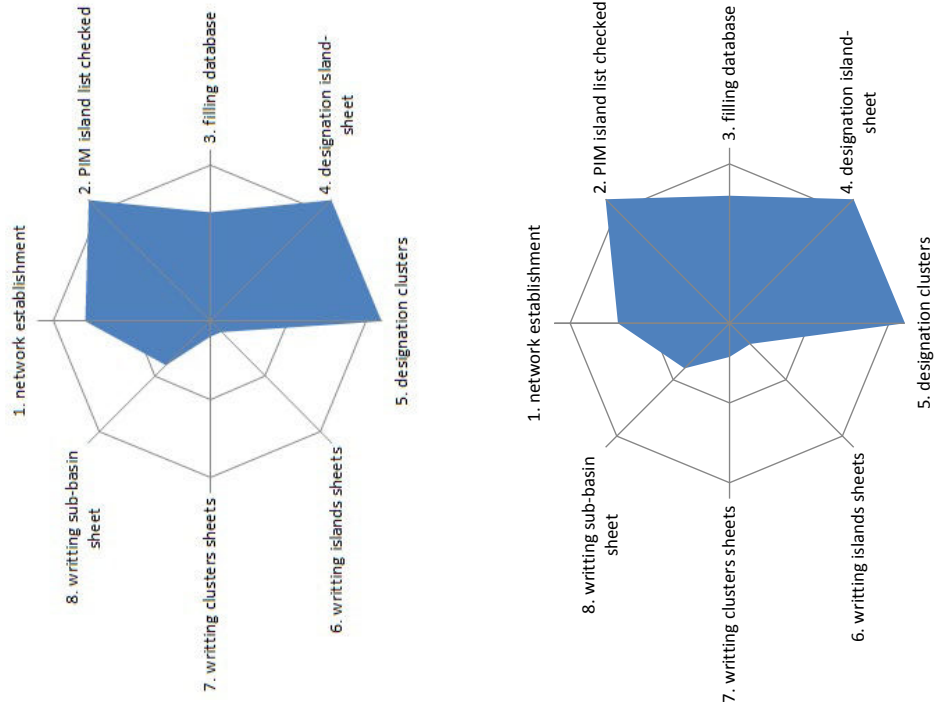 1. network establishment
2. PIM island list checked
3. filling database
4. designation island-
sheet
5. designation clusters
6. writting islands sheets
7. writting clusters sheets
8. writting sub-basin
sheet
1. network establishment
2. PIM island list checked
3. filling database
4. designation island-
sheet
5. designation clusters
6. writting islands sheets
7. writting clusters sheets
8. writting sub-basin
sheet